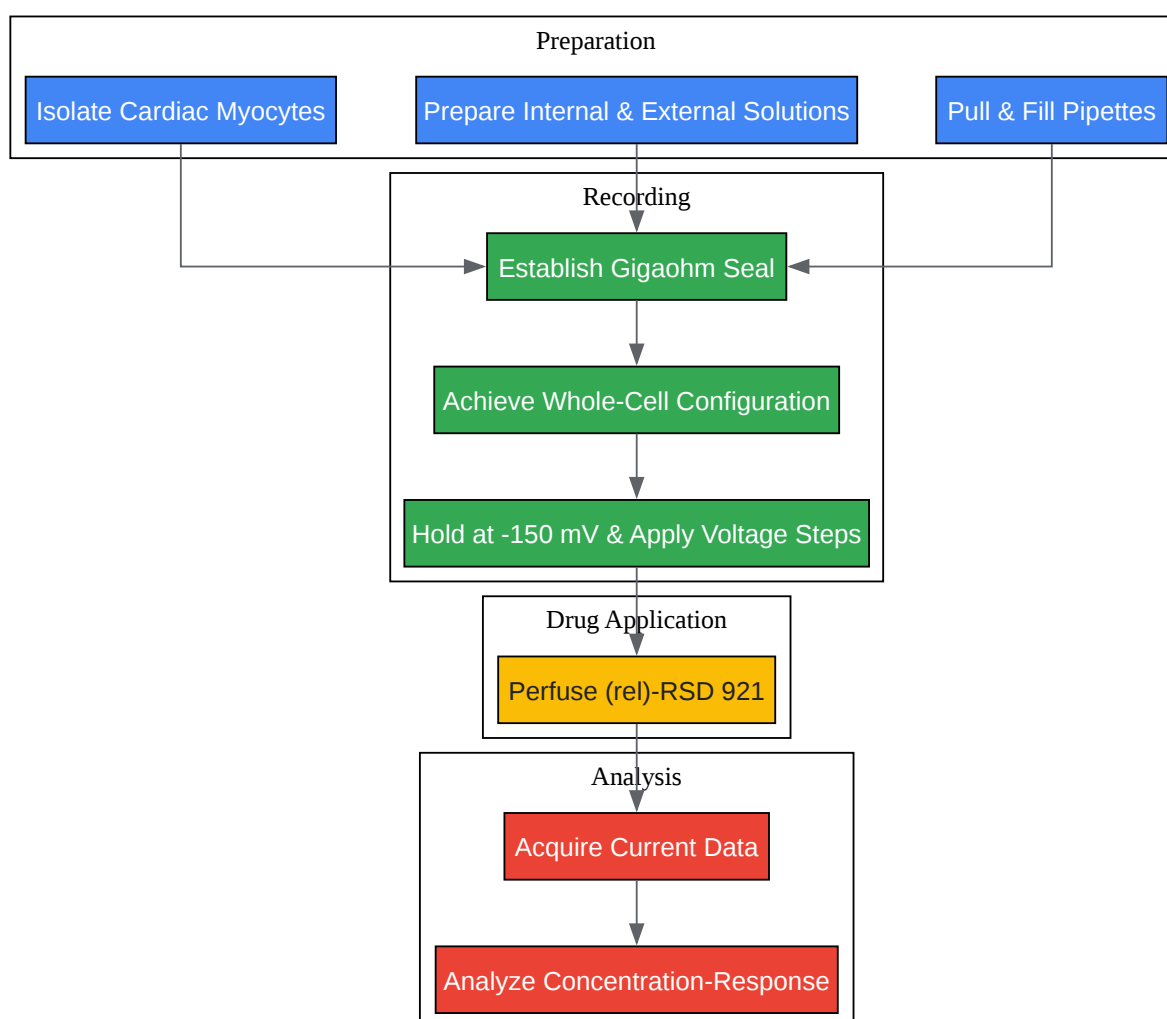 Preparation
Isolate Cardiac Myocytes
Prepare Internal & External Solutions
Pull & Fill Pipettes
Recording
Establish Gigaohm Seal
Achieve Whole-Cell Configuration
Hold at -150 mV & Apply Voltage Steps
Drug Application
Perfuse (rel)-RSD 921
Analysis
Acquire Current Data
Analyze Concentration-Response